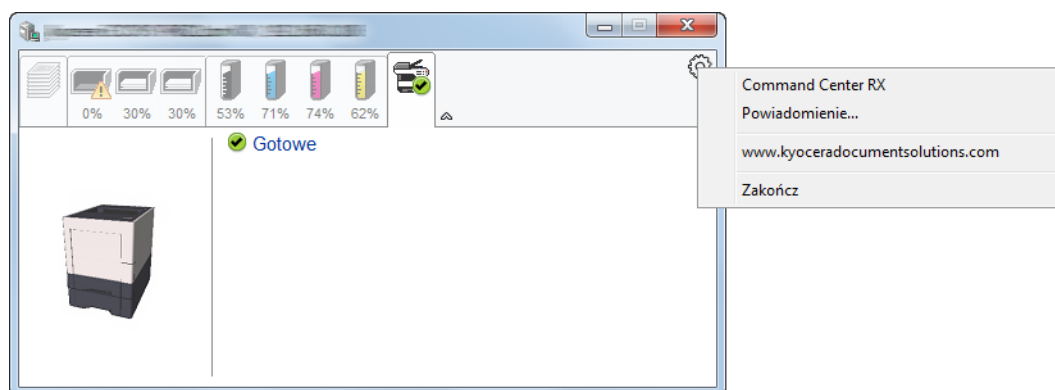 0% 30% 30% 53% 71% 74% 62%
Gotowe
Command Center RX
Powiadomienie...
www.kyoceradocumentsolutions.com
Zakończ